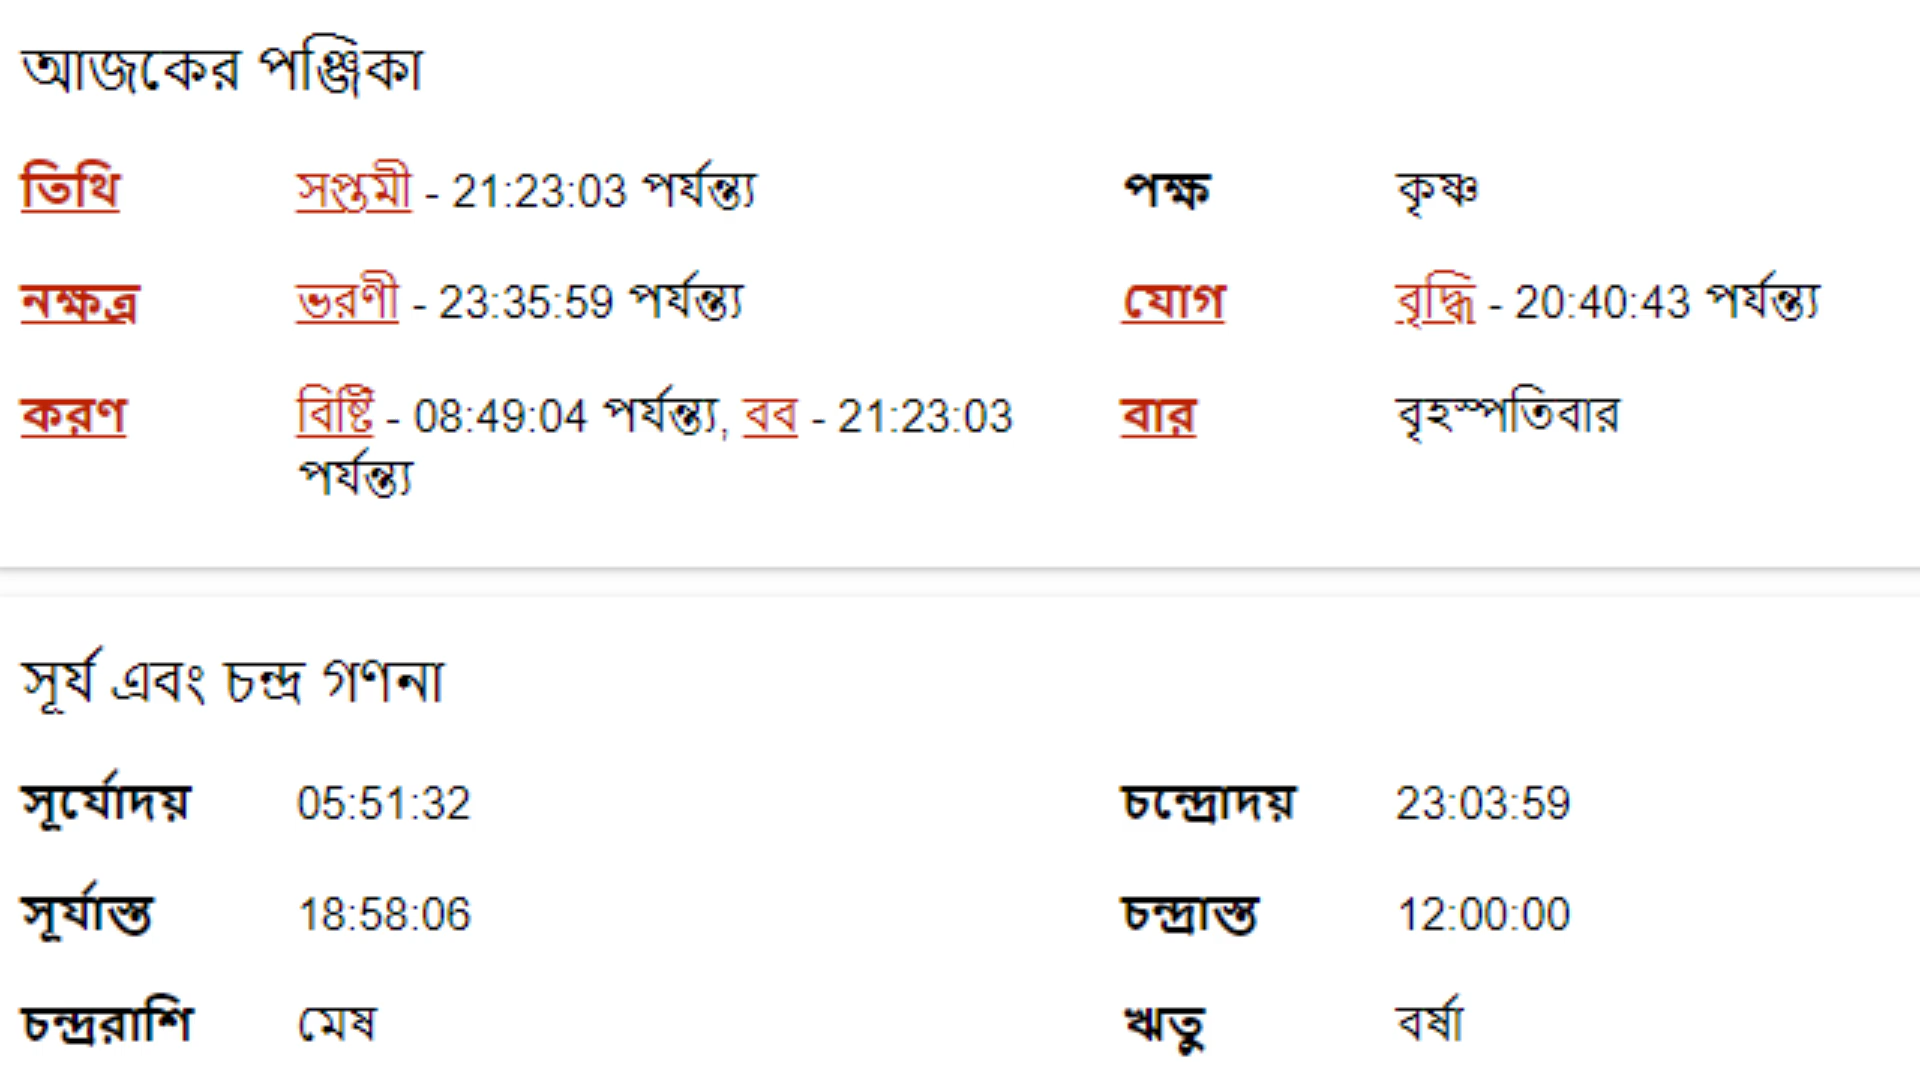 আজকের পঞ্জিকা
তিথি সপ্তমী - 21:23:03 পর্যন্ত্য পক্ষ কৃষ্ণ
নক্ষত্র ভরণী - 23:35:59 পর্যন্ত্য যোগ বৃদ্ধি - 20:40:43 পর্যন্ত্য
করণ বিষ্টি - 08:49:04 পর্যন্ত্য, বব - 21:23:03 বার বৃহস্পতিবার
পর্যন্ত্য
সূর্য এবং চন্দ্র গণনা
সূর্যোদয় 05:51:32 চন্দ্রোদয় 23:03:59
সূর্যাস্ত 18:58:06 চন্দ্রাস্ত 12:00:00
চন্দ্ররাশি মেষ ঋতু বর্ষা